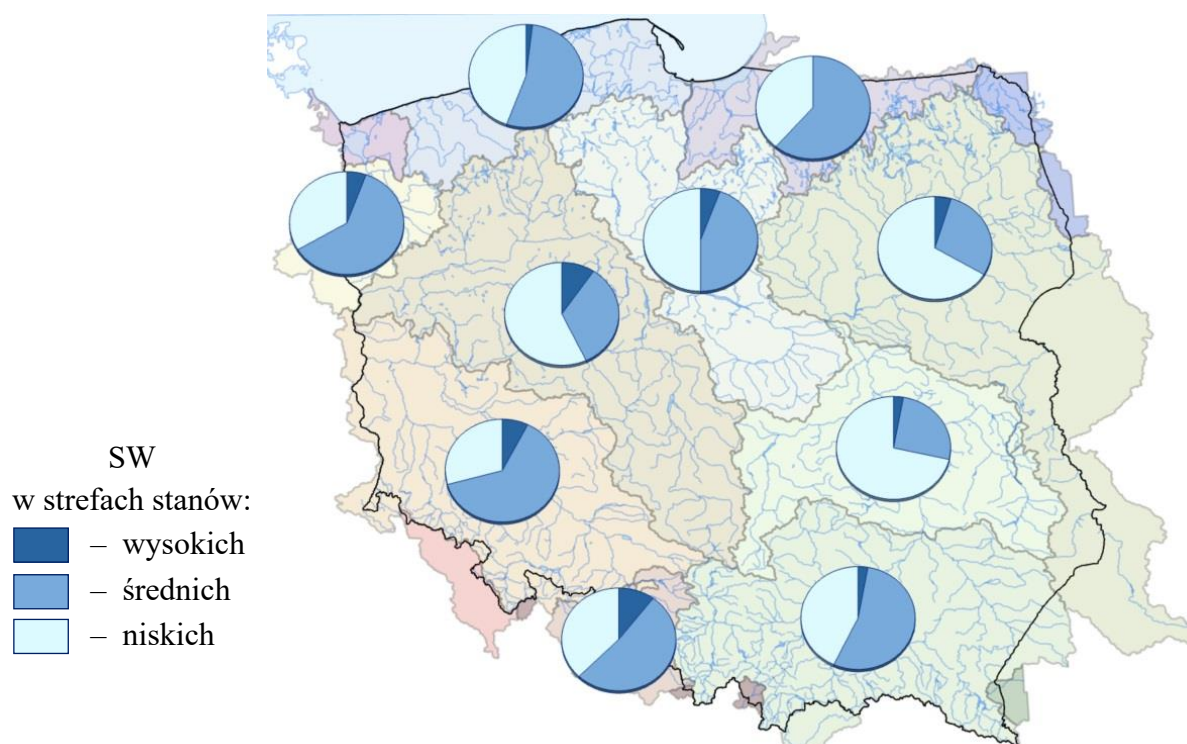 SW
w strefach stanów:
– wysokich
– średnich
– niskich